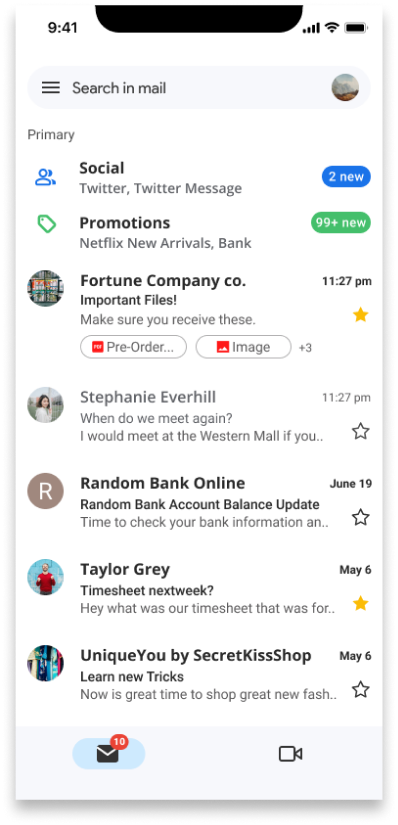 9:41
Search in mail
Primary
Social
2 new
Twitter, Twitter Message
Promotions
99+ new
Netflix New Arrivals, Bank
Fortune Company co.
11:27 pm
Important Files!
Make sure you receive these.
PDF Pre-Order... Image +3
Stephanie Everhill
11:27 pm
When do we meet again?
I would meet at the Western Mall if you..
R
Random Bank Online
June 19
Random Bank Account Balance Update
Time to check your bank information an..
Taylor Grey
May 6
Timesheet nextweek?
Hey what was our timesheet that was for..
UniqueYou by SecretKissShop
May 6
Learn new Tricks
Now is great time to shop great new fash..
10